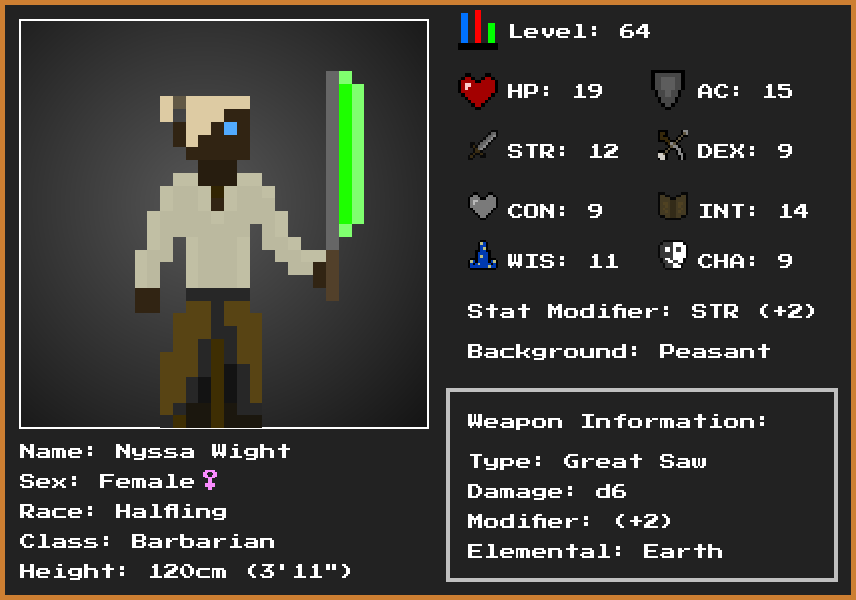 Level: 64
HP: 19
AC: 15
STR: 12
DEX: 9
CON: 9
INT: 14
WIS: 11
CHA: 9
Stat Modifier: STR (+2)
Background: Peasant
Name: Nyssa Wight
Sex: Female♀
Race: Halfling
Class: Barbarian
Height: 120cm (3'11")
Weapon Information:
Type: Great Saw
Damage: d6
Modifier: (+2)
Elemental: Earth